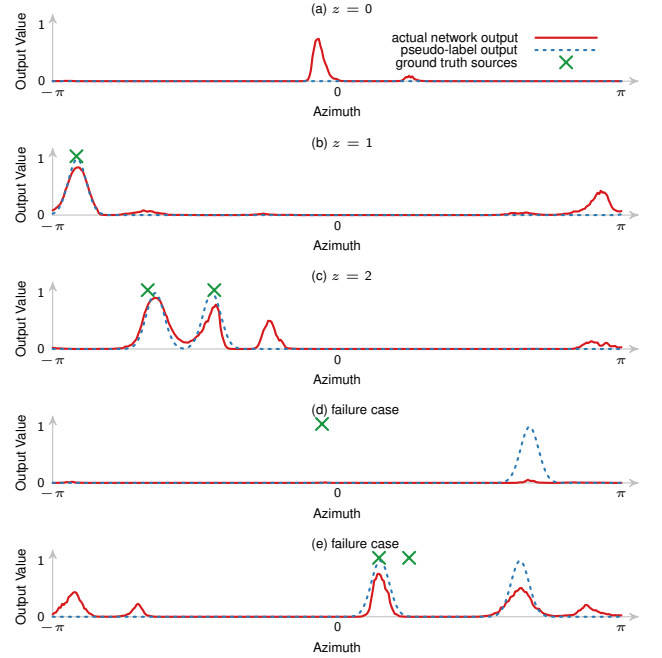 (a) z = 0
Output Value
1
0
actual network output
pseudo-label output
ground truth sources
− π
0
π
Azimuth
(b) z = 1
Output Value
1
0
− π
0
π
Azimuth
(c) z = 2
Output Value
1
0
− π
0
π
Azimuth
(d) failure case
Output Value
1
0
− π
0
π
Azimuth
(e) failure case
Output Value
1
0
− π
0
π
Azimuth